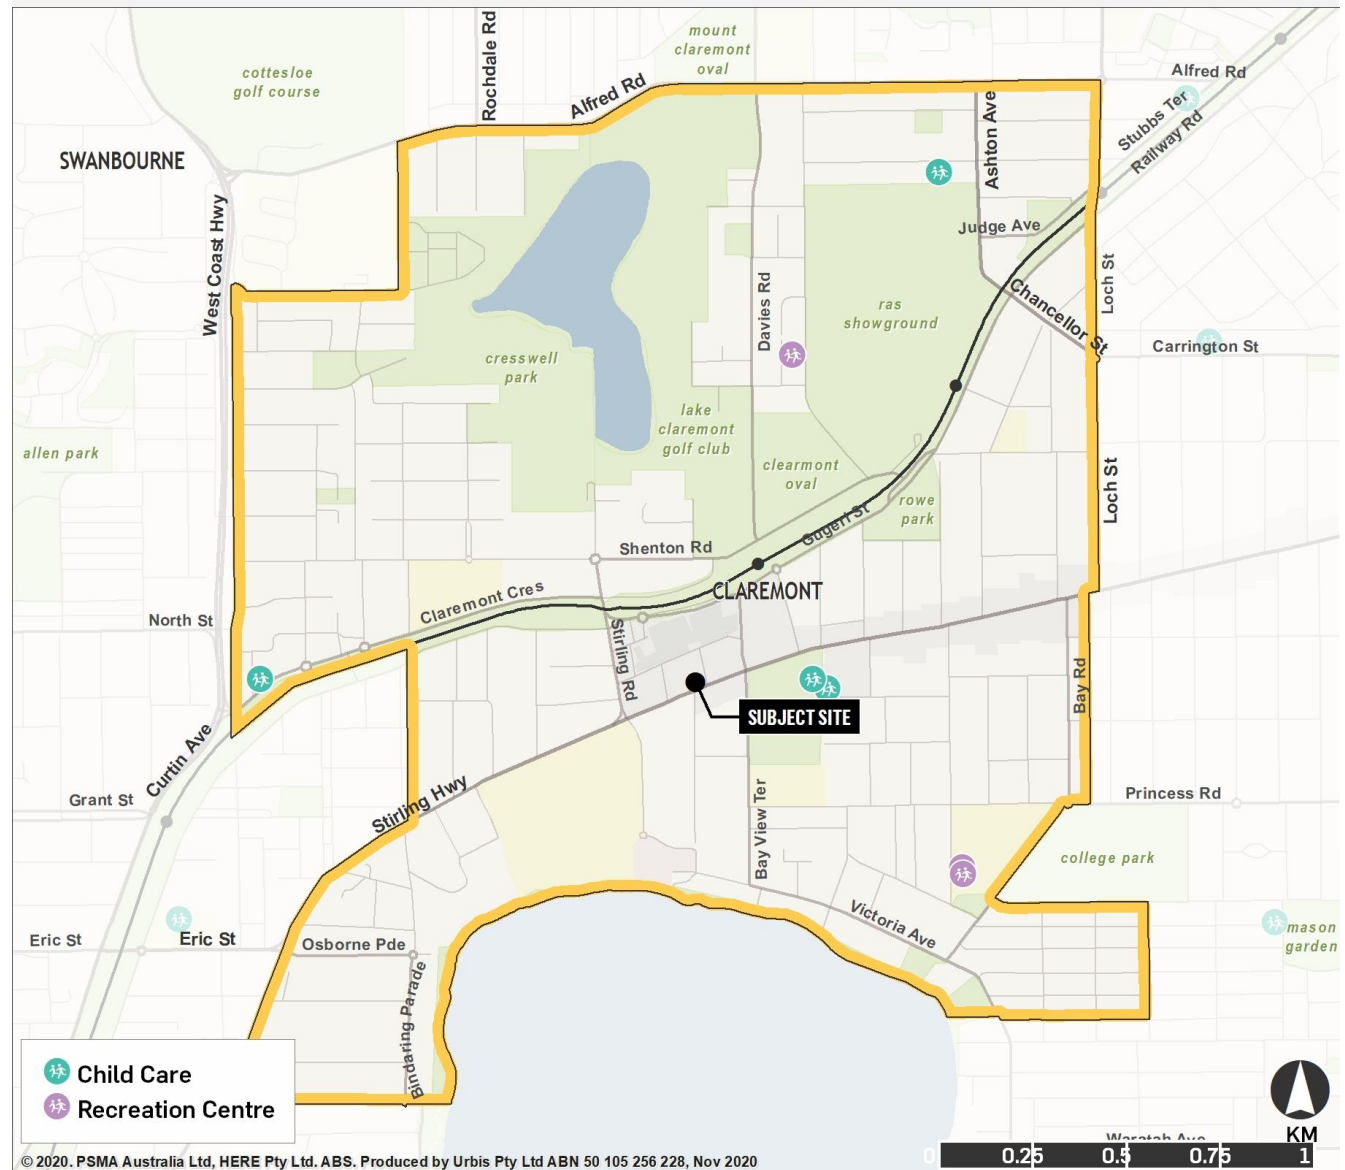 mount
claremont
oval
Rochdale Rd
Alfred Rd
Alfred Rd
cottesloe
golf course
Stubbs Ter
Railway Rd
Ashton Ave
SWANBOURNE
West Coast Hwy
Judge Ave
Loch St
Chancellor St
Carrington St
Davies Rd
ras
showground
cresswell
park
lake
claremont
golf club
allen park
clearmont
oval
rowe
park
Loch St
Gugeri St
Shenton Rd
CLAREMONT
Claremont Cres
North St
Stirling Rd
SUBJECT SITE
Bay Rd
Curtin Ave
Grant St
Stirling Hwy
Princess Rd
Bay View Ter
college park
Victoria Ave
Eric St
Eric St
Osborne Pde
mason
garden
Bindaring Parade
Child Care
Recreation Centre
KM
Waratah Ave
0 0.25 0.5 0.75 1
© 2020. PSMA Australia Ltd, HERE Pty Ltd. ABS. Produced by Urbis Pty Ltd ABN 50 105 256 228, Nov 2020